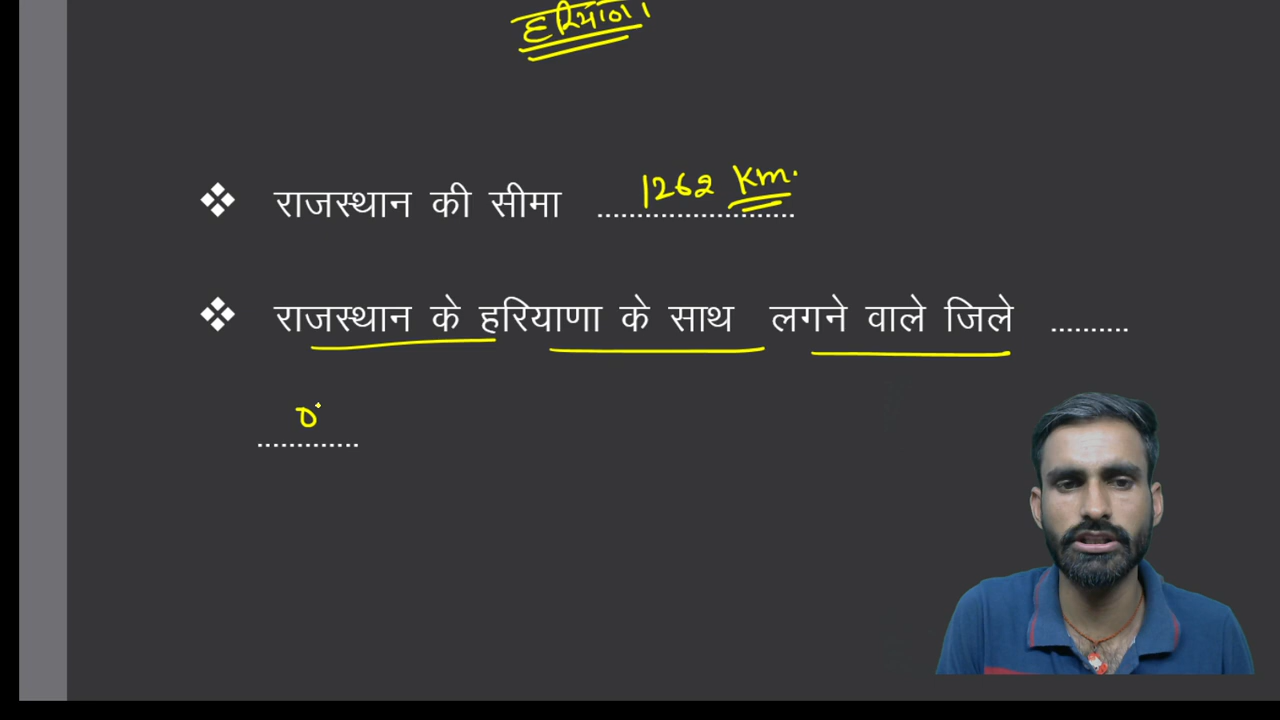 हरियाणा
❖ राजस्थान की सीमा 1262 Km.
❖ राजस्थान के हरियाणा के साथ लगने वाले जिले ..........
............